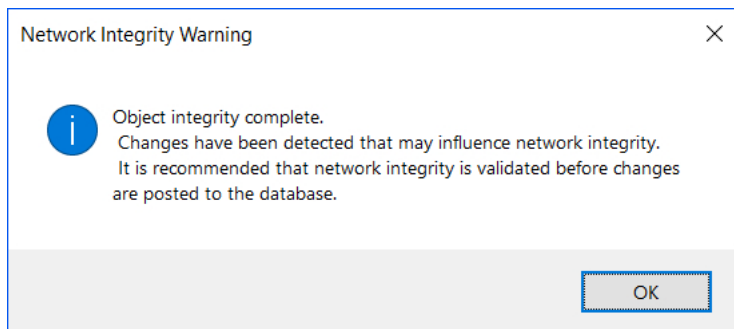 Network Integrity Warning
Object integrity complete.
Changes have been detected that may influence network integrity.
It is recommended that network integrity is validated before changes
are posted to the database.
OK